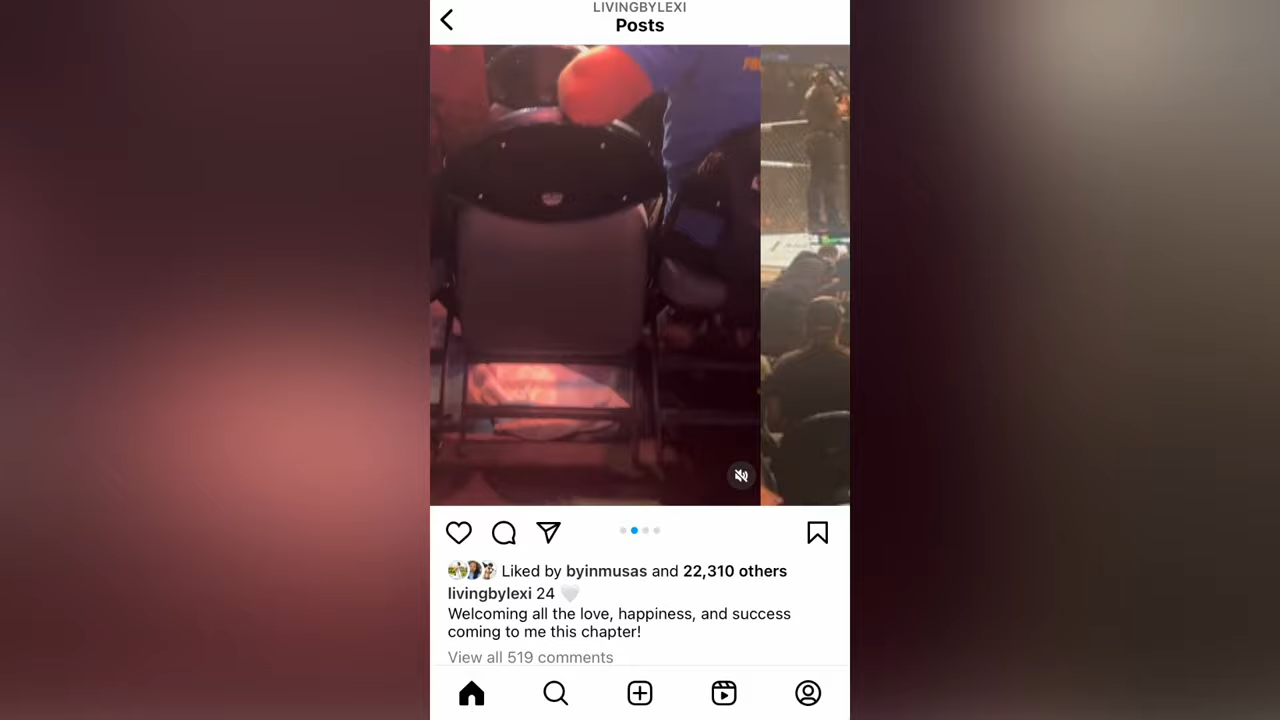 LIVINGBYLEXI
Posts
Liked by byinmusas and 22,310 others
livingbylexi 24 🤍
Welcoming all the love, happiness, and success
coming to me this chapter!
View all 519 comments